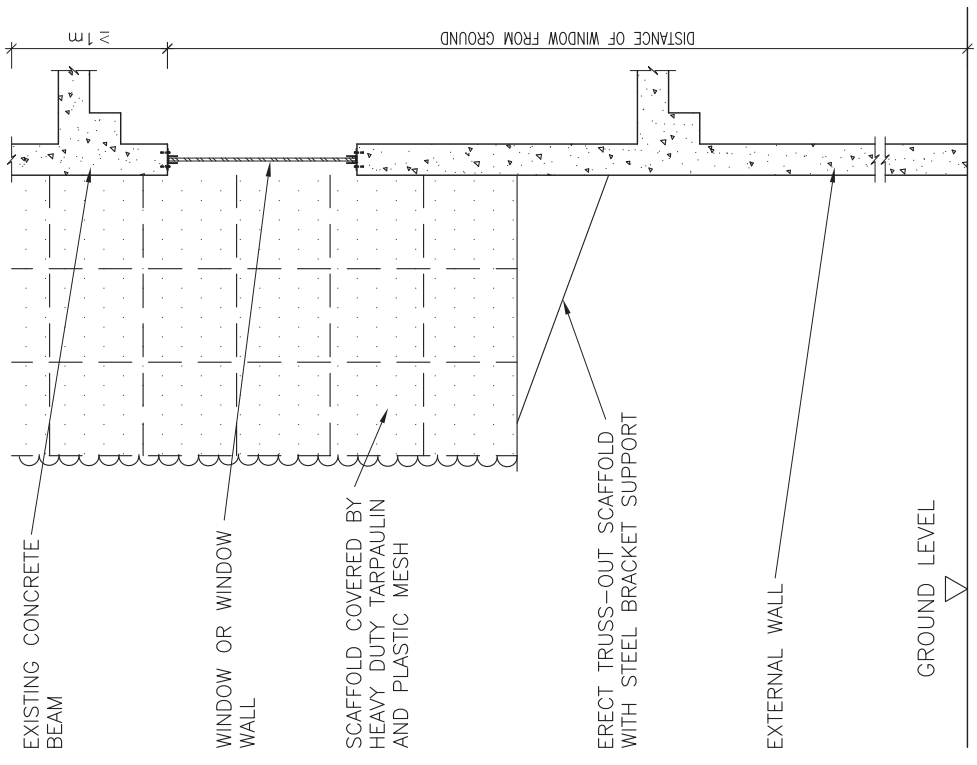 EXISTING CONCRETE
BEAM
WINDOW OR WINDOW
WALL
SCAFFOLD COVERED BY
HEAVY DUTY TARPAULIN
AND PLASTIC MESH
ERECT TRUSS-OUT SCAFFOLD
WITH STEEL BRACKET SUPPORT
EXTERNAL WALL
GROUND LEVEL
≥1m
DISTANCE OF WINDOW FROM GROUND